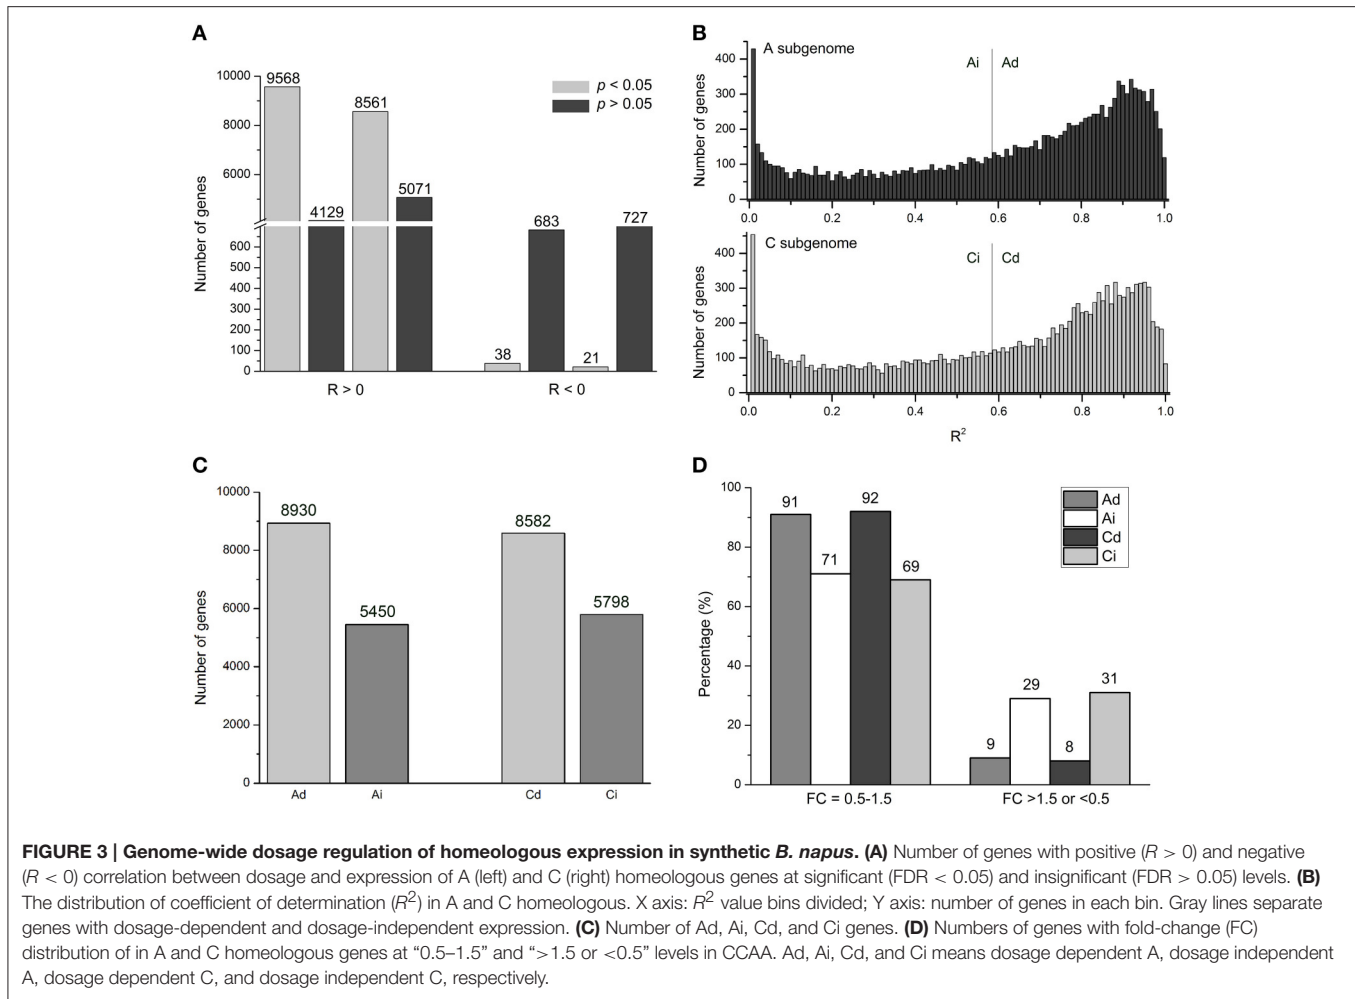 A
10000
8000
6000
600
500
400
300
200
100
0
Number of genes
9568
4129
8561
5071
38
683
21
727
p < 0.05
p > 0.05
R > 0
R < 0
B
A subgenome
Ai
Ad
400
300
200
100
0
Number of genes
0.0 0.2 0.4 0.6 0.8 1.0
C subgenome
Ci
Cd
400
300
200
100
0
Number of genes
0.0 0.2 0.4 0.6 0.8 1.0
R2
C
10000
8000
6000
4000
2000
0
Number of genes
8930
5450
8582
5798
Ad Ai Cd Ci
D
100
80
60
40
20
0
Percentage (%)
91
71
92
69
9
29
8
31
Ad
Ai
Cd
Ci
FC = 0.5-1.5
FC >1.5 or <0.5
FIGURE 3 | Genome-wide dosage regulation of homeologous expression in synthetic B. napus. (A) Number of genes with positive (R > 0) and negative
(R < 0) correlation between dosage and expression of A (left) and C (right) homeologous genes at significant (FDR < 0.05) and insignificant (FDR > 0.05) levels. (B)
The distribution of coefficient of determination (R2) in A and C homeologous. X axis: R2 value bins divided; Y axis: number of genes in each bin. Gray lines separate
genes with dosage-dependent and dosage-independent expression. (C) Number of Ad, Ai, Cd, and Ci genes. (D) Numbers of genes with fold-change (FC)
distribution of in A and C homeologous genes at “0.5–1.5” and “>1.5 or <0.5” levels in CCAA. Ad, Ai, Cd, and Ci means dosage dependent A, dosage independent
A, dosage dependent C, and dosage independent C, respectively.